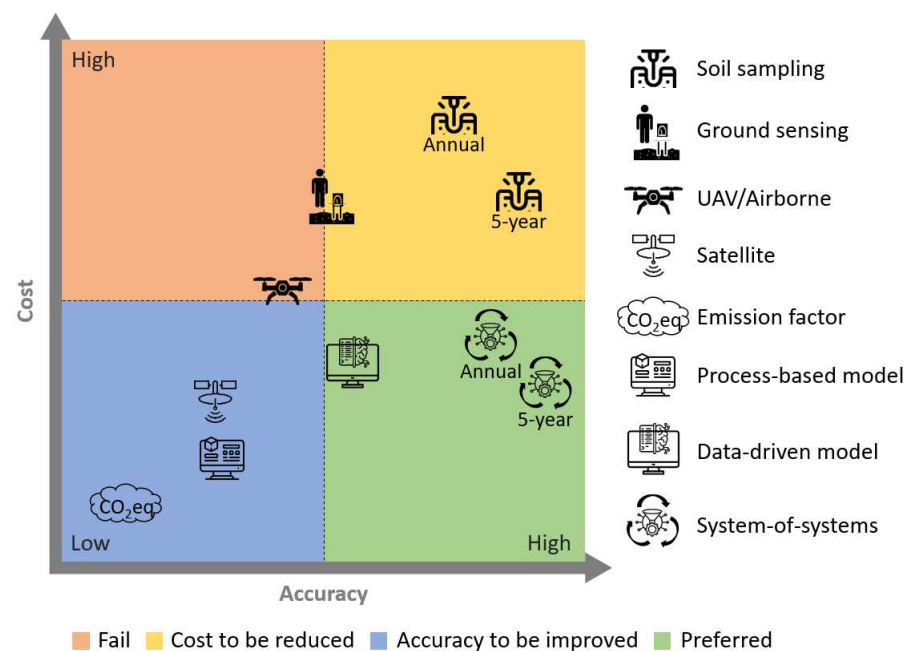 High
Annual
5-year
Cost
Annual
5-year
CO₂eq
Low
High
Accuracy
Soil sampling
Ground sensing
UAV/Airborne
Satellite
CO₂eq Emission factor
Process-based model
Data-driven model
System-of-systems
Fail Cost to be reduced Accuracy to be improved Preferred